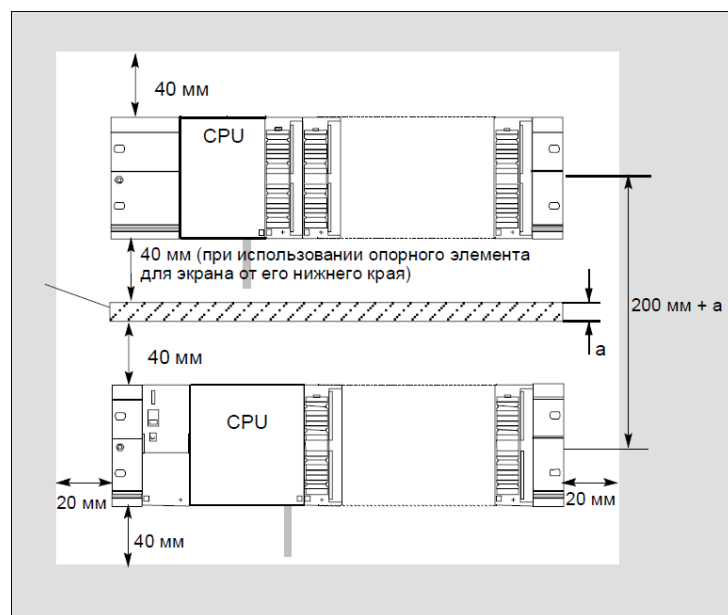 40 мм
CPU
40 мм (при использовании опорного элемента
для экрана от его нижнего края)
200 мм + а
а
40 мм
CPU
20 мм
20 мм
40 мм